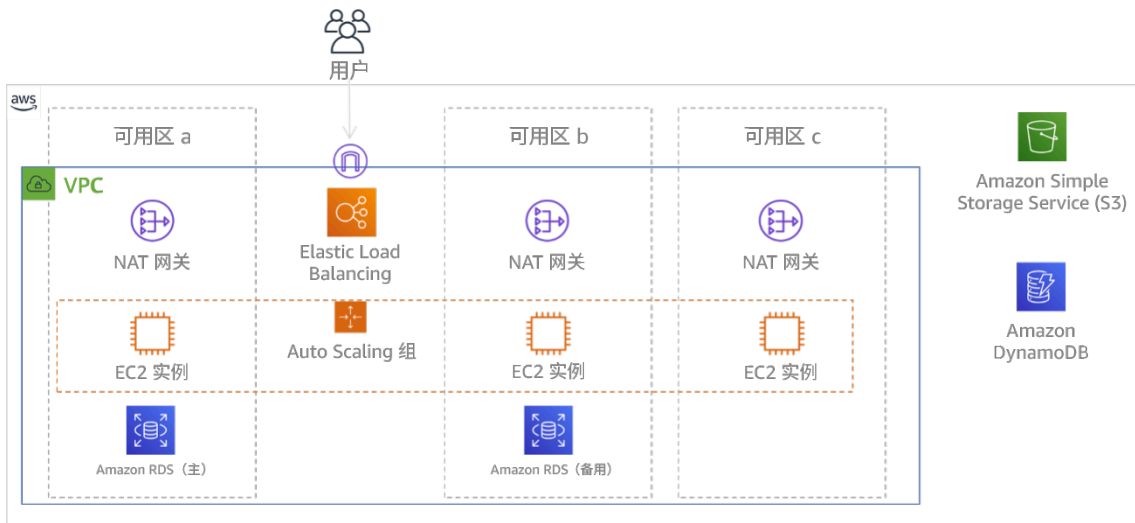 用户
aws
可用区 a
可用区 b
可用区 c
VPC
NAT 网关
Elastic Load
Balancing
NAT 网关
NAT 网关
Amazon Simple
Storage Service (S3)
EC2 实例
Auto Scaling 组
EC2 实例
EC2 实例
Amazon
DynamoDB
Amazon RDS（主）
Amazon RDS（备用）